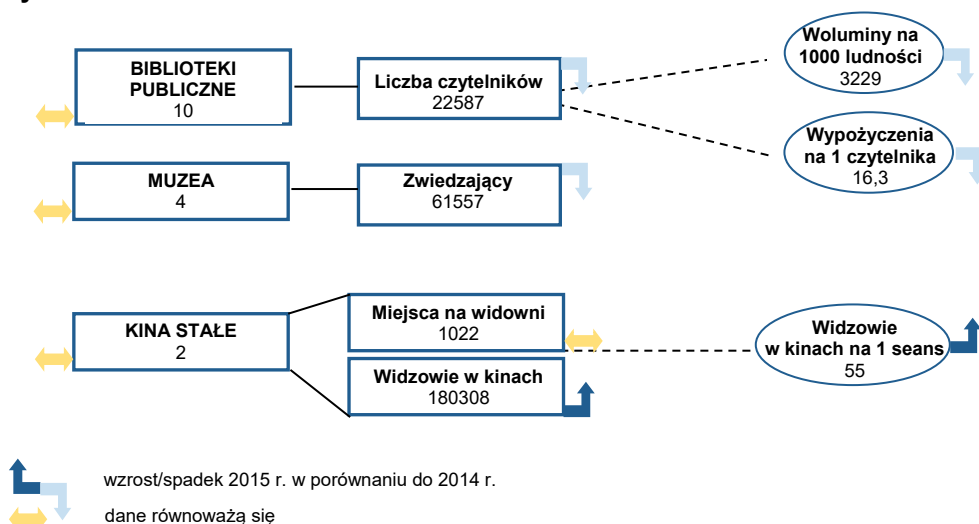 BIBLIOTEKI
PUBLICZNE
10
Liczba czytelników
22587
Woluminy na
1000 ludności
3229
Wypożyczenia
na 1 czytelnika
16,3
MUZEA
4
Zwiedzający
61557
KINA STAŁE
2
Miejsca na widowni
1022
Widzowie w kinach
180308
Widzowie
w kinach na 1 seans
55
wzrost/spadek 2015 r. w porównaniu do 2014 r.
dane równoważą się